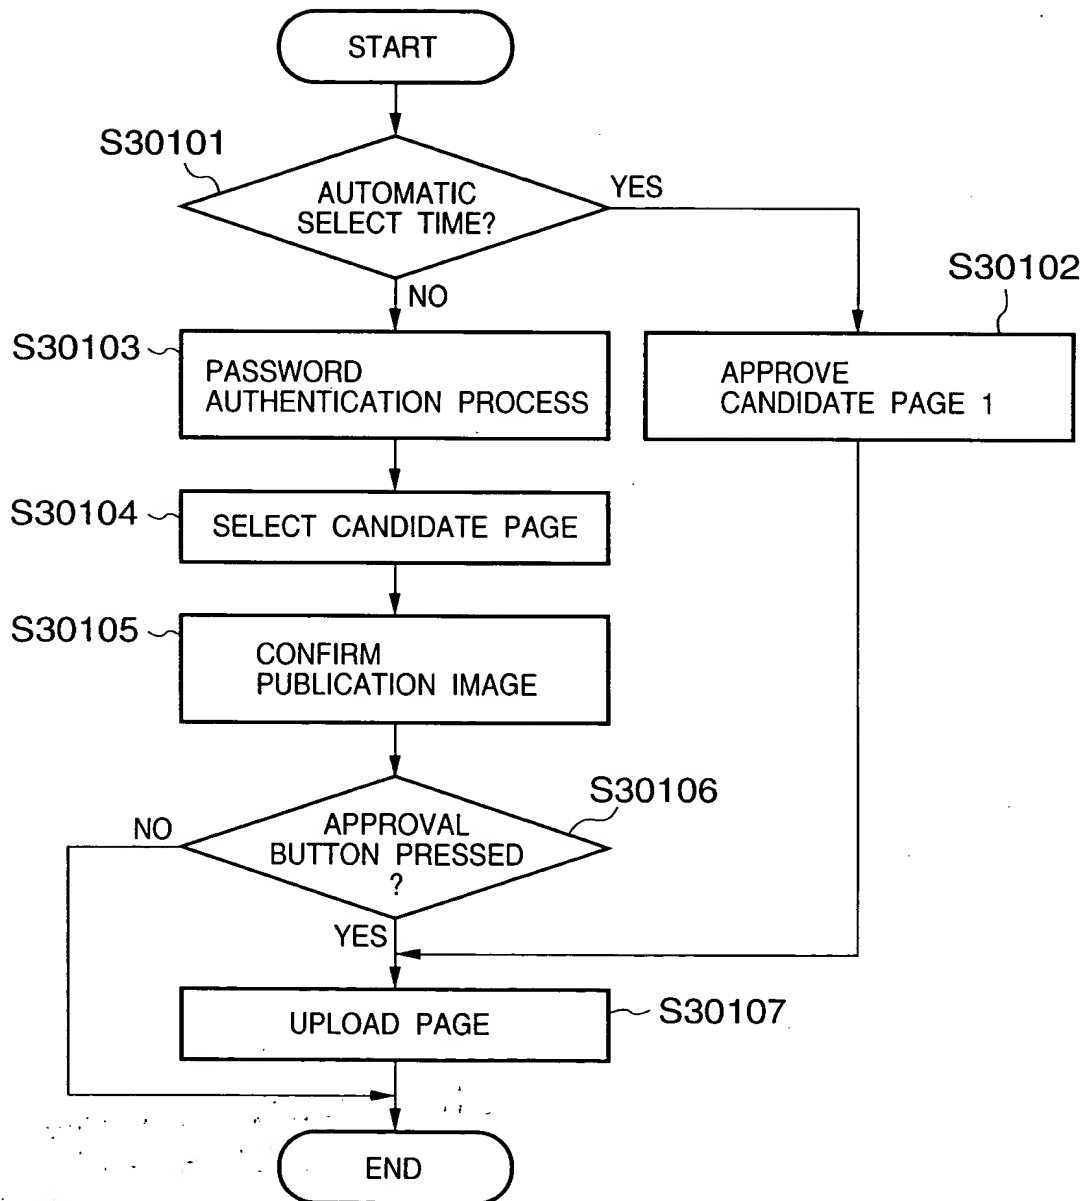 START
S30101
AUTOMATIC
SELECT TIME?
YES
S30102
NO
S30103
PASSWORD
AUTHENTICATION PROCESS
APPROVE
CANDIDATE PAGE 1
S30104
SELECT CANDIDATE PAGE
S30105
CONFIRM
PUBLICATION IMAGE
S30106
NO
APPROVAL
BUTTON PRESSED
?
YES
UPLOAD PAGE
S30107
END